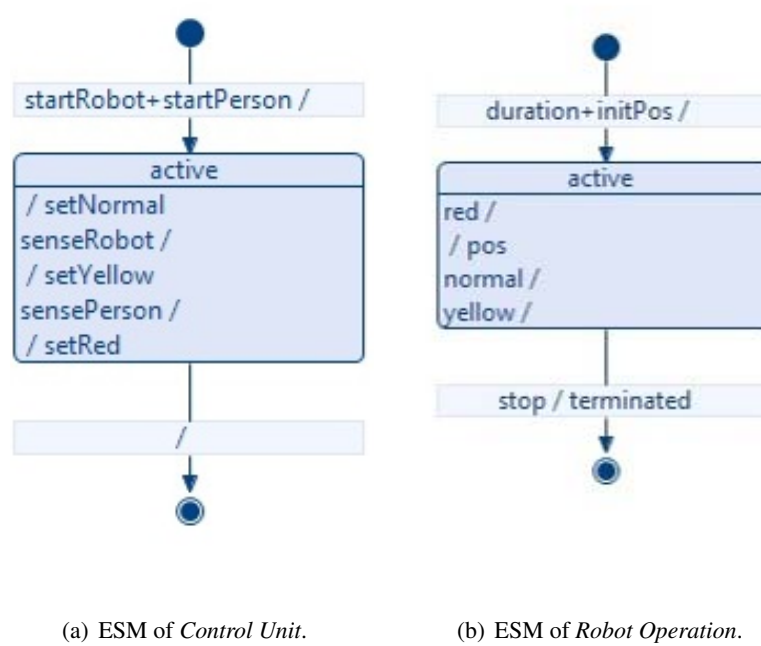 startRobot+startPerson /
active
/ setNormal
senseRobot /
/ setYellow
sensePerson /
/ setRed
/
(a) ESM of Control Unit.
duration+initPos /
active
red /
/ pos
normal /
yellow /
stop / terminated
(b) ESM of Robot Operation.